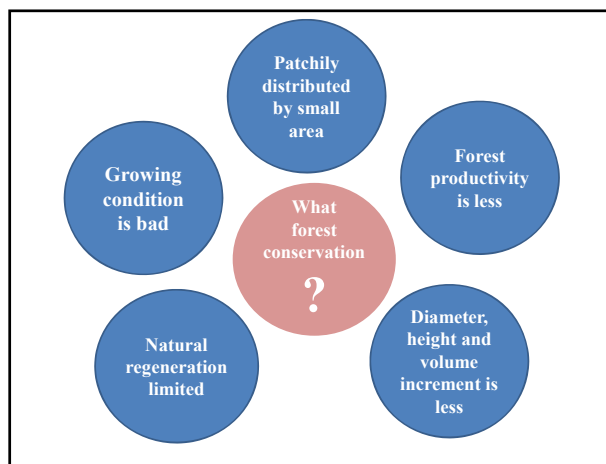 Patchily
distributed
by small
area
Growing
condition
is bad
Forest
productivity
is less
What
forest
conservation
?
Natural
regeneration
limited
Diameter,
height and
volume
increment is
less